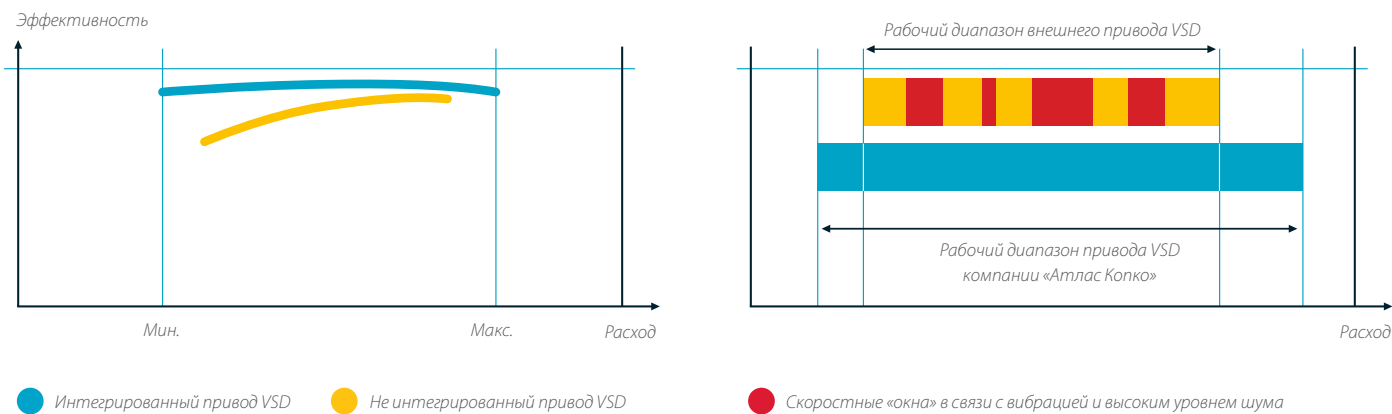 Эффективность
Мин.
Макс.
Расход
Интегрированный привод VSD
Не интегрированный привод VSD
Рабочий диапазон внешнего привода VSD
Рабочий диапазон привода VSD
компании «Атлас Копко»
Расход
Скоростные «окна» в связи с вибрацией и высоким уровнем шума